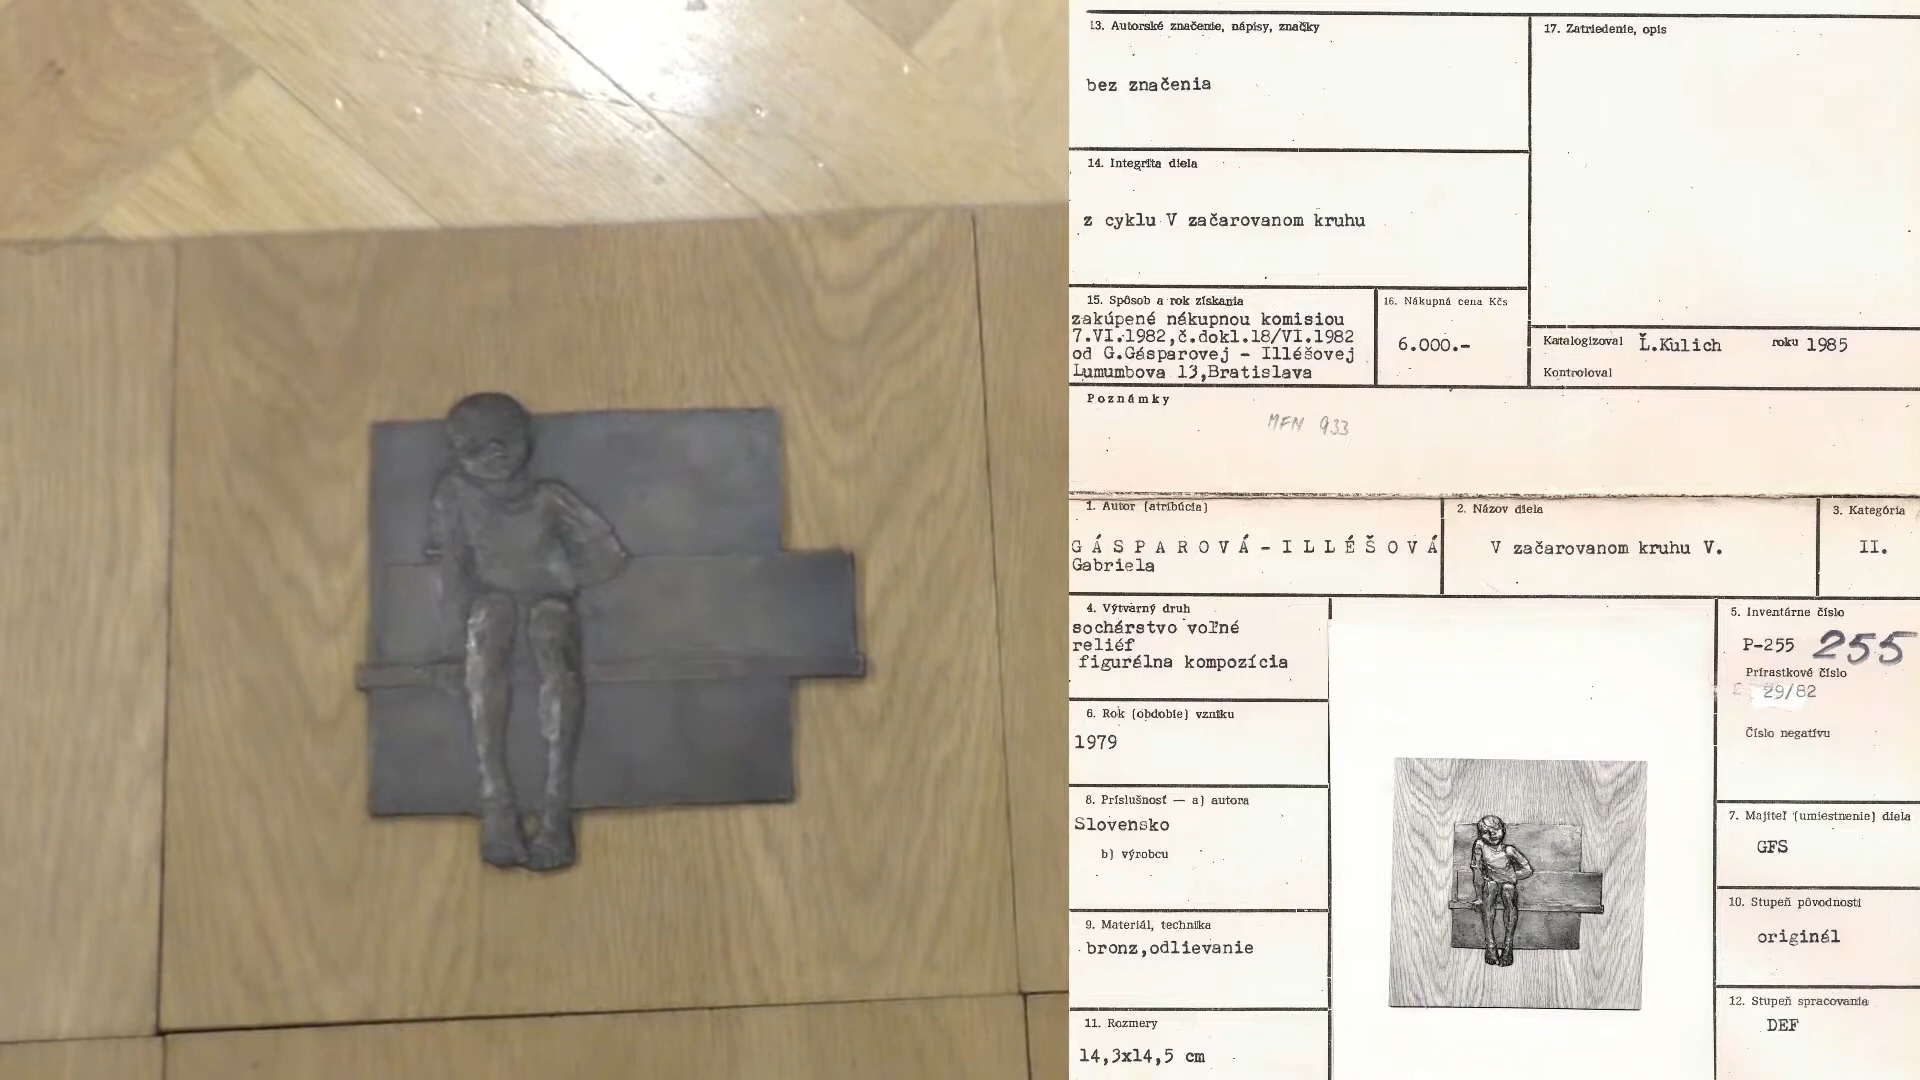 13. Autorské značenie, nápisy, značky
bez značenia
17. Zatriedenie, opis
14. Integrita diela
z cyklu V začarovanom kruhu
15. Spôsob a rok získania
zakúpené nákupnou komisiou
7.VI.1982,č.dokl.18/VI.1982
od G.Gásparovej - Illéšovej
Lumumbova 13,Bratislava
16. Nákupná cena Kčs
6.000.-
Katalogizoval Ľ.Kulich roku 1985
Kontroloval
Poznámky
MFN 933
1. Autor (atribúcia)
GÁSPAROVÁ-ILLÉŠOVÁ
Gabriela
2. Názov diela
V začarovanom kruhu V.
3. Kategória
II.
4. Výtvarný druh
sochárstvo voľné
reliéf
figurálna kompozícia
5. Inventárne číslo
P-255 255
Prírastkové číslo
29/82
Číslo negatívu
6. Rok (obdobie) vzniku
1979
7. Majiteľ (umiestnenie) diela
GFS
8. Príslušnosť — a) autora
Slovensko
b) výrobcu
9. Materiál, technika
bronz,odlievanie
10. Stupeň pôvodnosti
originál
11. Rozmery
14,3x14,5 cm
12. Stupeň spracovania
DEF